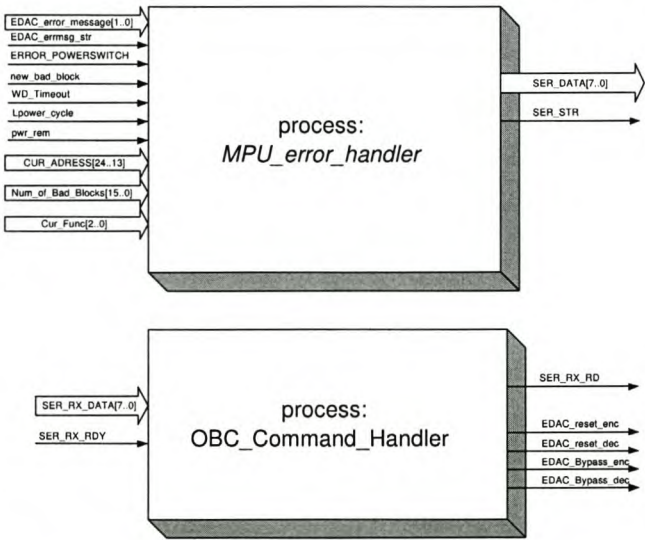 EDAC_error_message[1..0]
EDAC_errmsg_str
ERROR_POWERSWITCH
new_bad_block
WD_Timeout
Lpower_cycle
pwr_rem
CUR_ADRESS[24..13]
Num_of_Bad_Blocks[15..0]
Cur_Func[2..0]
process:
MPU_error_handler
SER_DATA[7..0]
SER_STR
SER_RX_DATA[7..0]
SER_RX_RDY
process:
OBC_Command_Handler
SER_RX_RD
EDAC_reset_enc
EDAC_reset_dec
EDAC_Bypass_enc
EDAC_Bypass_dec